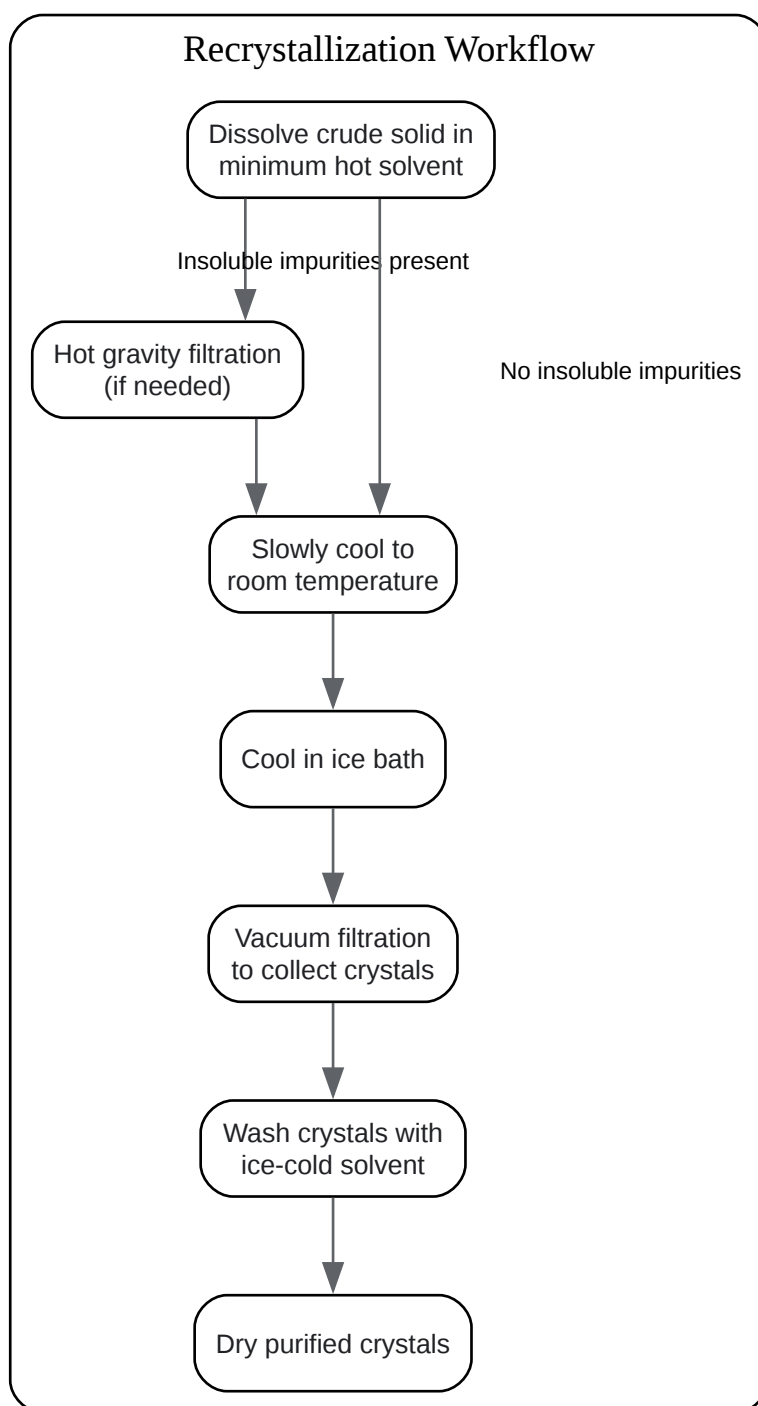 Recrystallization Workflow
Dissolve crude solid in
minimum hot solvent
Insoluble impurities present
Hot gravity filtration
(if needed)
No insoluble impurities
Slowly cool to
room temperature
Cool in ice bath
Vacuum filtration
to collect crystals
Wash crystals with
ice-cold solvent
Dry purified crystals